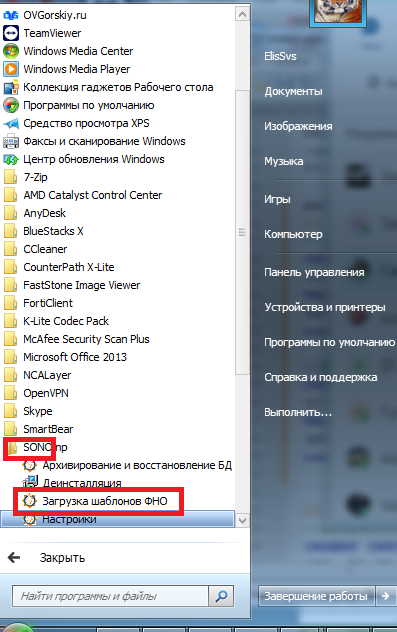 OVGorskiy.ru
TeamViewer
Windows Media Center
Windows Media Player
Коллекция гаджетов Рабочего стола
Программы по умолчанию
Средство просмотра XPS
Факсы и сканирование Windows
Центр обновления Windows
7-Zip
AMD Catalyst Control Center
AnyDesk
BlueStacks X
CCleaner
CounterPath X-Lite
FastStone Image Viewer
FortiClient
K-Lite Codec Pack
McAfee Security Scan Plus
Microsoft Office 2013
NCALayer
OpenVPN
Skype
SmartBear
SONOmp
Архивирование и восстановление БД
Деинсталляция
Загрузка шаблонов ФНО
Настройки
Закрыть
Найти программы и файлы
ElisSvs
Документы
Изображения
Музыка
Игры
Компьютер
Панель управления
Устройства и принтеры
Программы по умолчанию
Справка и поддержка
Выполнить...
Завершение работы